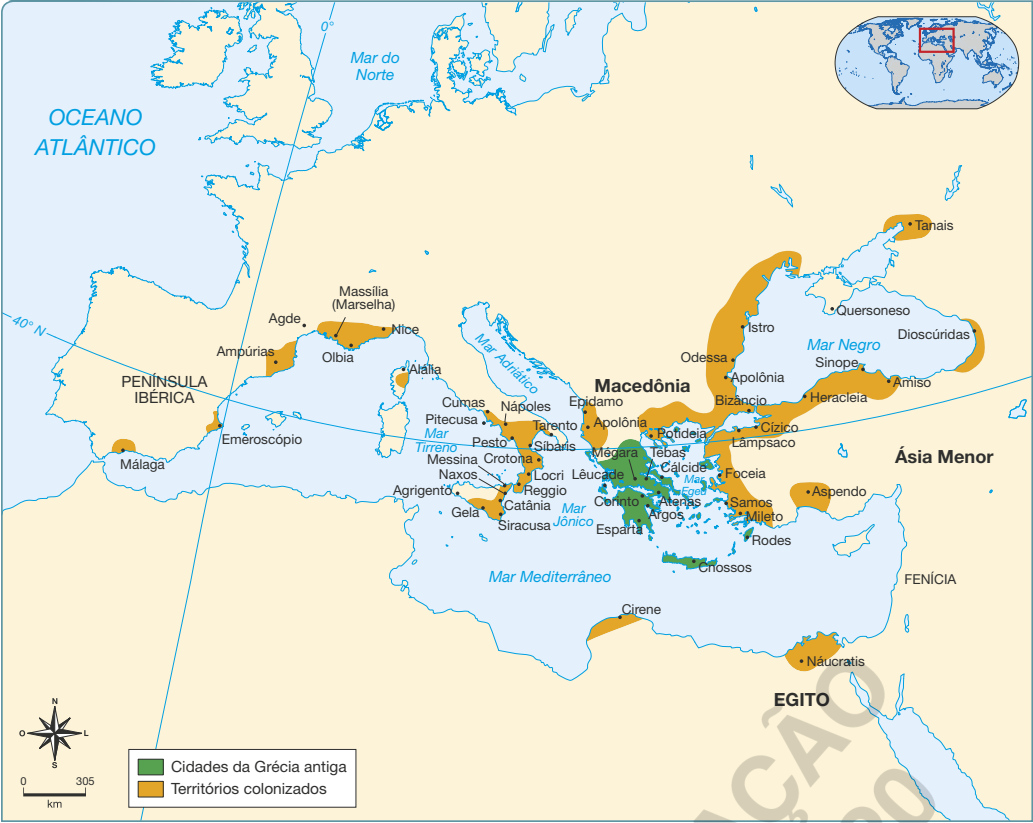 0°
Mar do
Norte
OCEANO
ATLÂNTICO
Tanais
40° N
Massília
(Marselha)
Agde
Nice
Olbia
Ampúrias
PENÍNSULA
IBÉRICA
Emeroscópio
Málaga
Alália
Mar Adriático
Istro
Odessa
Apolônia
Bizâncio
Quersoneso
Dioscúridas
Mar Negro
Sinope
Amiso
Heracleia
Cízico
Lâmpsaco
Macedônia
Epidamo
Apolônia
Potideia
Cumas
Nápoles
Pitecusa
Tarento
Mar
Tirreno
Pesto
Síbaris
Messina
Crotona
Naxos
Locri
Agrigento
Reggio
Catânia
Gela
Siracusa
Mar
Jônico
Mégara
Tebas
Lêucade
Cálcide
Mar
Egeu
Corinto
Atenas
Argos
Esparta
Foceia
Samos
Mileto
Rodes
Cnossos
Ásia Menor
Aspendo
Mar Mediterrâneo
FENÍCIA
Cirene
Náucratis
EGITO
N
O
L
S
0
305
km
Cidades da Grécia antiga
Territórios colonizados
AÇÃO